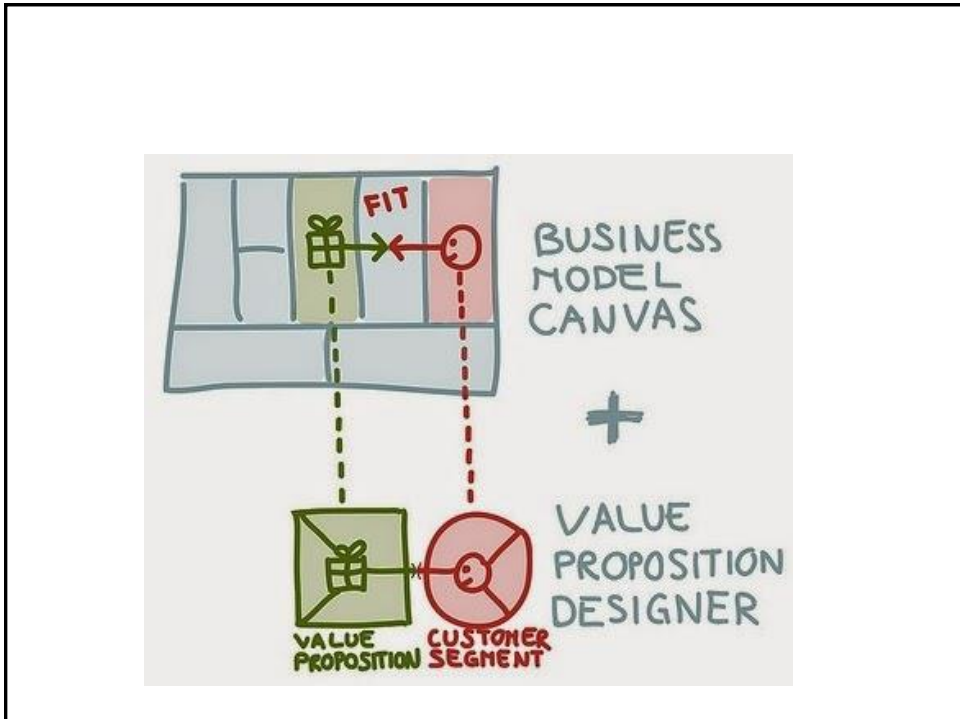 FIT
BUSINESS
MODEL
CANVAS
+
VALUE
PROPOSITION
DESIGNER
VALUE
PROPOSITION
CUSTOMER
SEGMENT